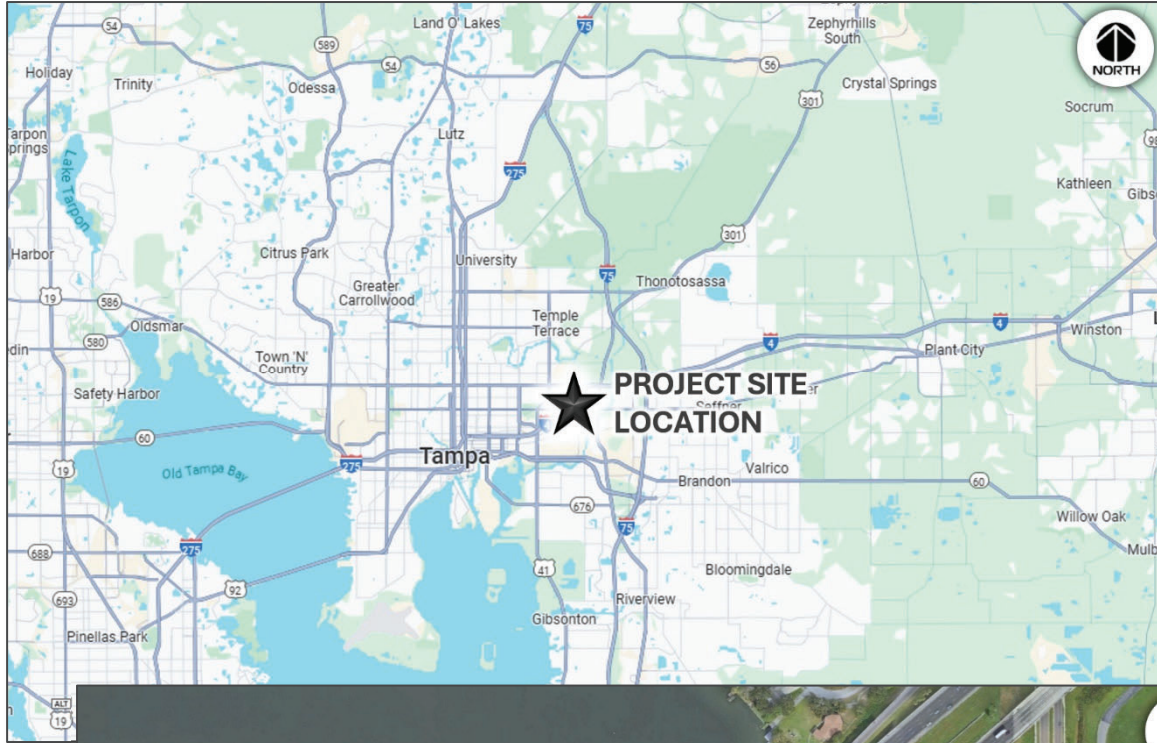 54
589
Land O' Lakes
75
Zephyrhills
South
NORTH
Holiday
Trinity
Odessa
54
56
Crystal Springs
301
Socrum
Tarpon
Springs
Lake Tarpon
Lutz
275
98
Kathleen
Harbor
Citrus Park
University
301
75
Thonotosassa
19
586
Greater
Carrollwood
Temple
Terrace
Oldsmar
580
4
4
Winston
Plant City
Town 'N'
Country
Safety Harbor
PROJECT SITE
LOCATION
Seffner
60
Tampa
19
Old Tampa Bay
275
Valrico
Brandon
60
676
75
Willow Oak
688
275
Bloomingdale
92
41
693
Riverview
Gibsonton
Pinellas Park
ALT
19